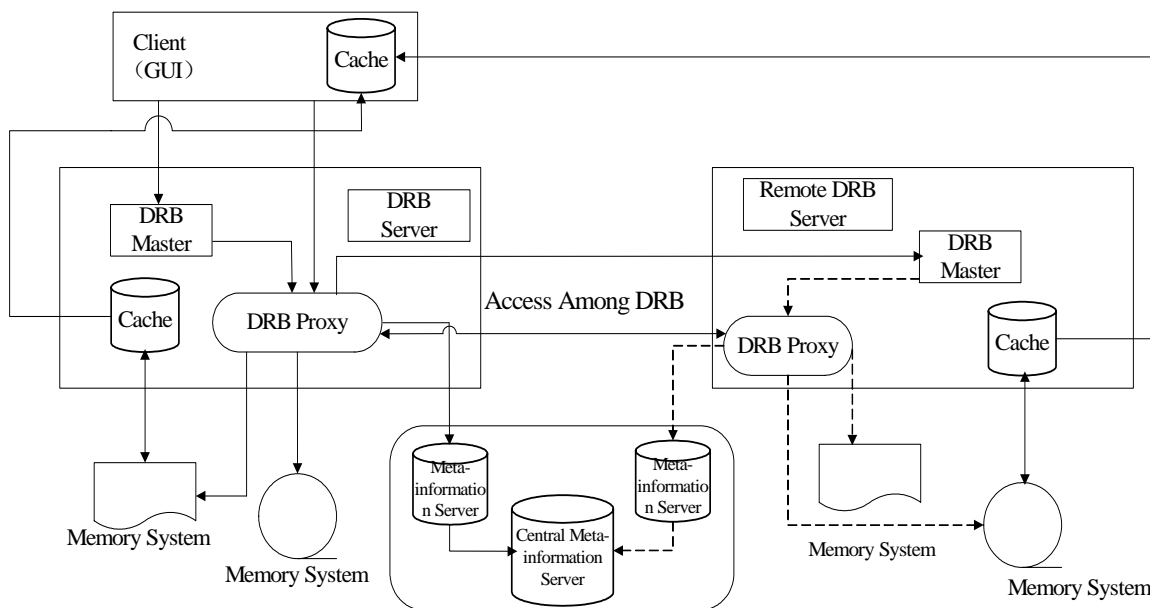 Client
（GUI）
Cache
DRB
Master
DRB
Server
Cache
DRB Proxy
Access Among DRB
Remote DRB
Server
DRB
Master
DRB Proxy
Cache
Meta-
informatio
n Server
Meta-
informatio
n Server
Central Meta-
information
Server
Memory System
Memory System
Memory System
Memory System